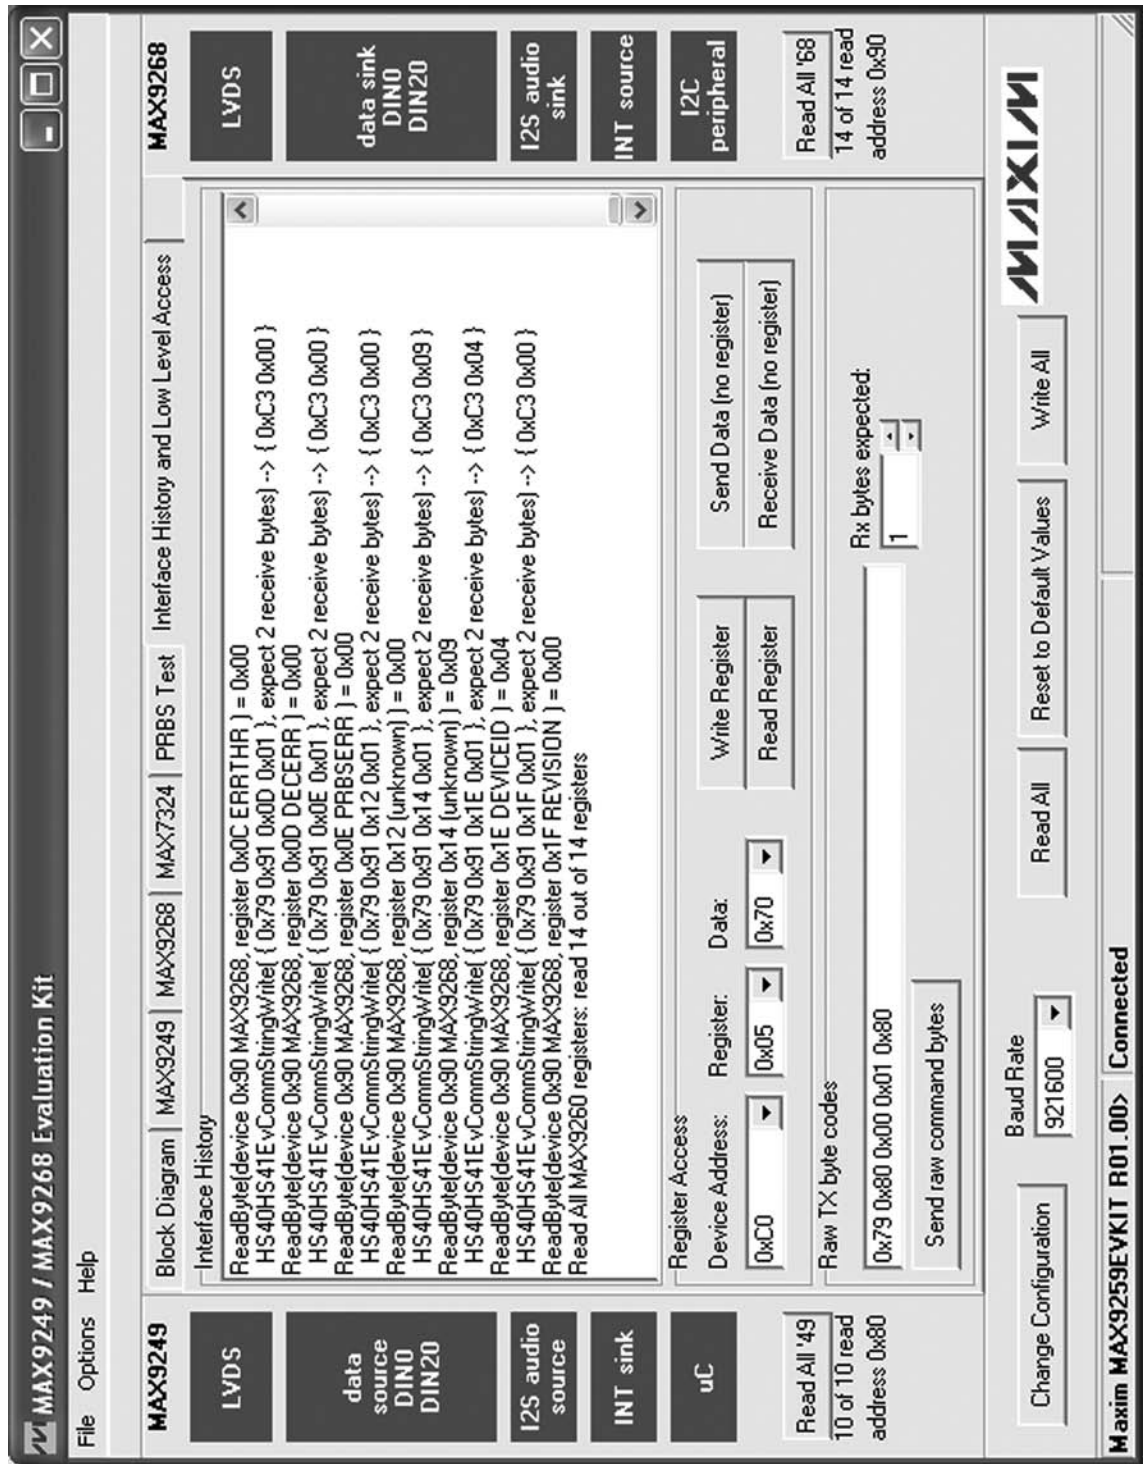 MAX9249 / MAX9268 Evaluation Kit
File Options Help
MAX9249
LVDS
data
source
DIN0
DIN20
I2S audio
source
INT sink
uC
Read All '49
10 of 10 read
address 0x80
Block Diagram MAX9249 MAX9268 MAX7324 PRBS Test Interface History and Low Level Access
Interface History
ReadByte(device 0x90 MAX9268, register 0x0C ERRTHR ) = 0x00
HS40HS41EvCommStringWrite( { 0x79 0x91 0x0D 0x01 }, expect 2 receive bytes) --> { 0xC3 0x00 }
ReadByte(device 0x90 MAX9268, register 0x0D DECERR ) = 0x00
HS40HS41EvCommStringWrite( { 0x79 0x91 0x0E 0x01 }, expect 2 receive bytes) --> { 0xC3 0x00 }
ReadByte(device 0x90 MAX9268, register 0x0E PRBSERR ) = 0x00
HS40HS41EvCommStringWrite( { 0x79 0x91 0x12 0x01 }, expect 2 receive bytes) --> { 0xC3 0x00 }
ReadByte(device 0x90 MAX9268, register 0x12 (unknown) ) = 0x00
HS40HS41EvCommStringWrite( { 0x79 0x91 0x14 0x01 }, expect 2 receive bytes) --> { 0xC3 0x09 }
ReadByte(device 0x90 MAX9268, register 0x14 (unknown) ) = 0x09
HS40HS41EvCommStringWrite( { 0x79 0x91 0x1E 0x01 }, expect 2 receive bytes) --> { 0xC3 0x04 }
ReadByte(device 0x90 MAX9268, register 0x1E DEVICEID ) = 0x04
HS40HS41EvCommStringWrite( { 0x79 0x91 0x1F 0x01 }, expect 2 receive bytes) --> { 0xC3 0x00 }
ReadByte(device 0x90 MAX9268, register 0x1F REVISION ) = 0x00
Read All MAX9260 registers: read 14 out of 14 registers
Register Access
Device Address: Register: Data:
0xC0 0x05 0x70
Write Register
Read Register
Send Data (no register)
Receive Data (no register)
Raw TX byte codes
Rx bytes expected:
0x79 0x80 0x00 0x01 0x80
1
Send raw command bytes
MAX9268
LVDS
data sink
DIN0
DIN20
I2S audio
sink
INT source
I2C
peripheral
Read All '68
14 of 14 read
address 0x90
Change Configuration
Baud Rate
921600
Read All
Reset to Default Values
Write All
MAXIM
Maxim MAX9259EVKIT R01.00> Connected